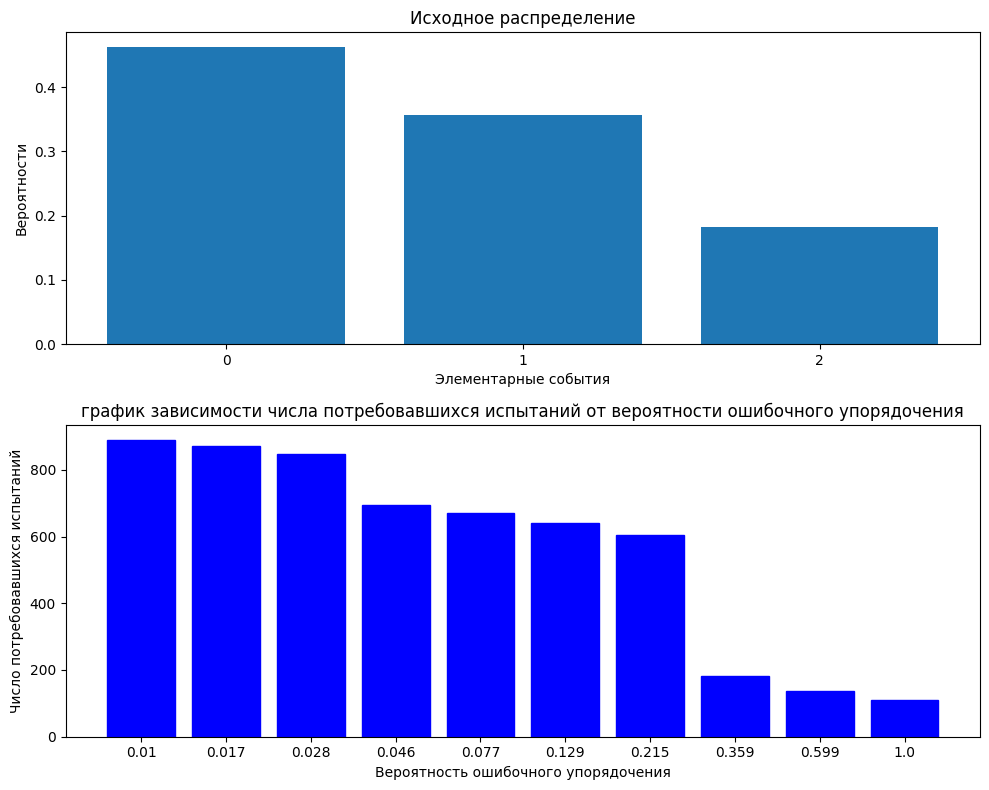 Исходное распределение
0.4
0.3
0.2
0.1
0.0
Вероятности
0 1 2
Элементарные события
график зависимости числа потребовавшихся испытаний от вероятности ошибочного упорядочения
800
600
400
200
0
Число потребовавшихся испытаний
0.01 0.017 0.028 0.046 0.077 0.129 0.215 0.359 0.599 1.0
Вероятность ошибочного упорядочения